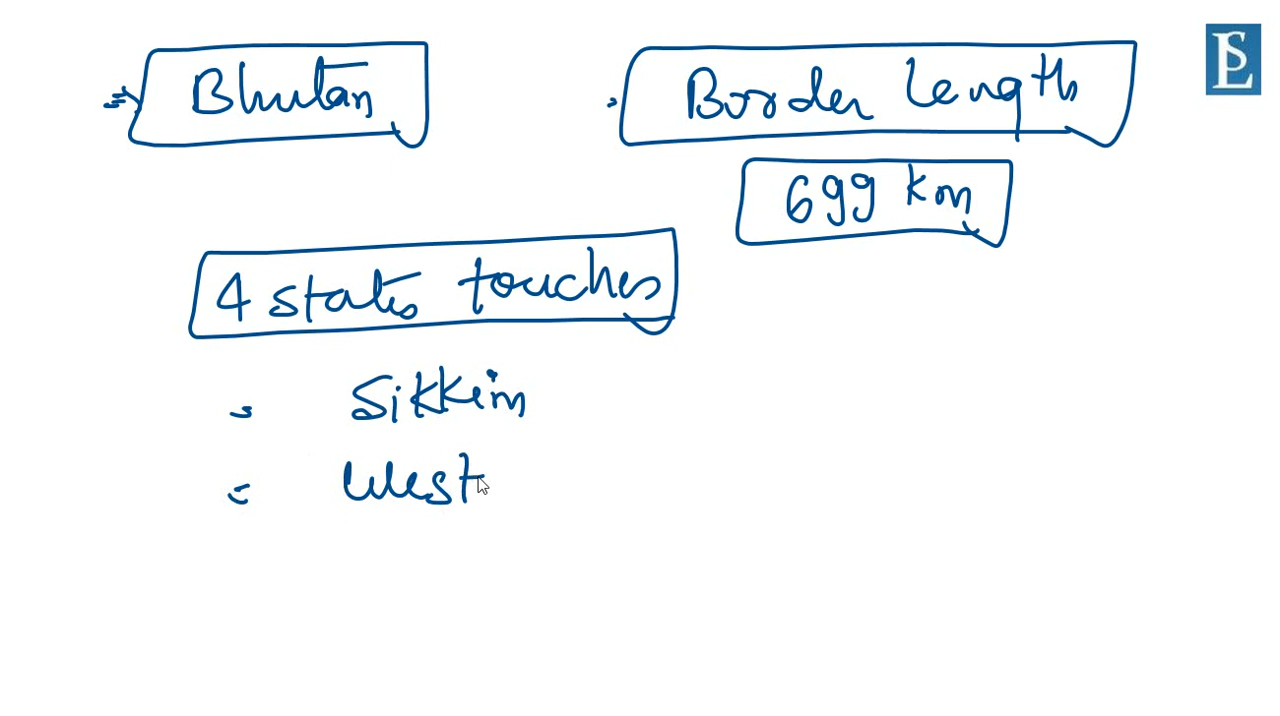 Bhutan
Border length
699 km
4 states touches
Sikkim
West